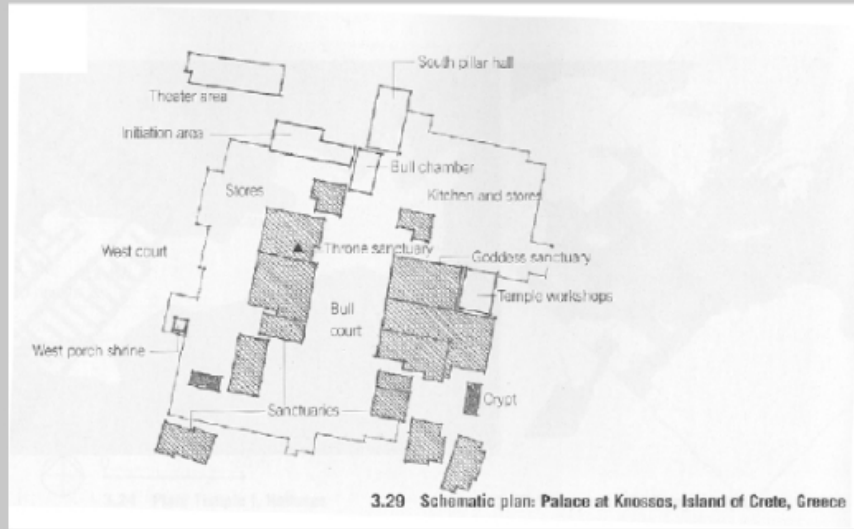 South pillar hall
Theater area
Initiation area
Bull chamber
Stores
Kitchen and stores
West court
Throne sanctuary
Goddess sanctuary
Temple workshops
Bull
court
West porch shrine
Crypt
Sanctuaries
3.29 Schematic plan: Palace at Knossos, Island of Crete, Greece